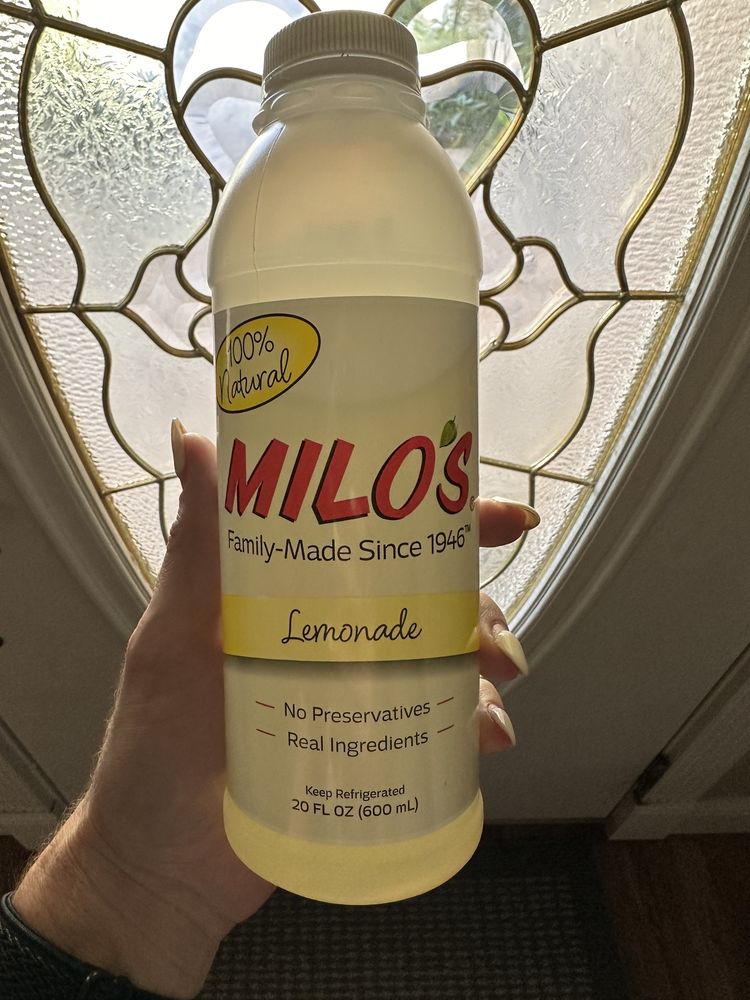 100%
Natural
MILO'S
Family-Made Since 1946™
Lemonade
No Preservatives
Real Ingredients
Keep Refrigerated
20 FL OZ (600 mL)